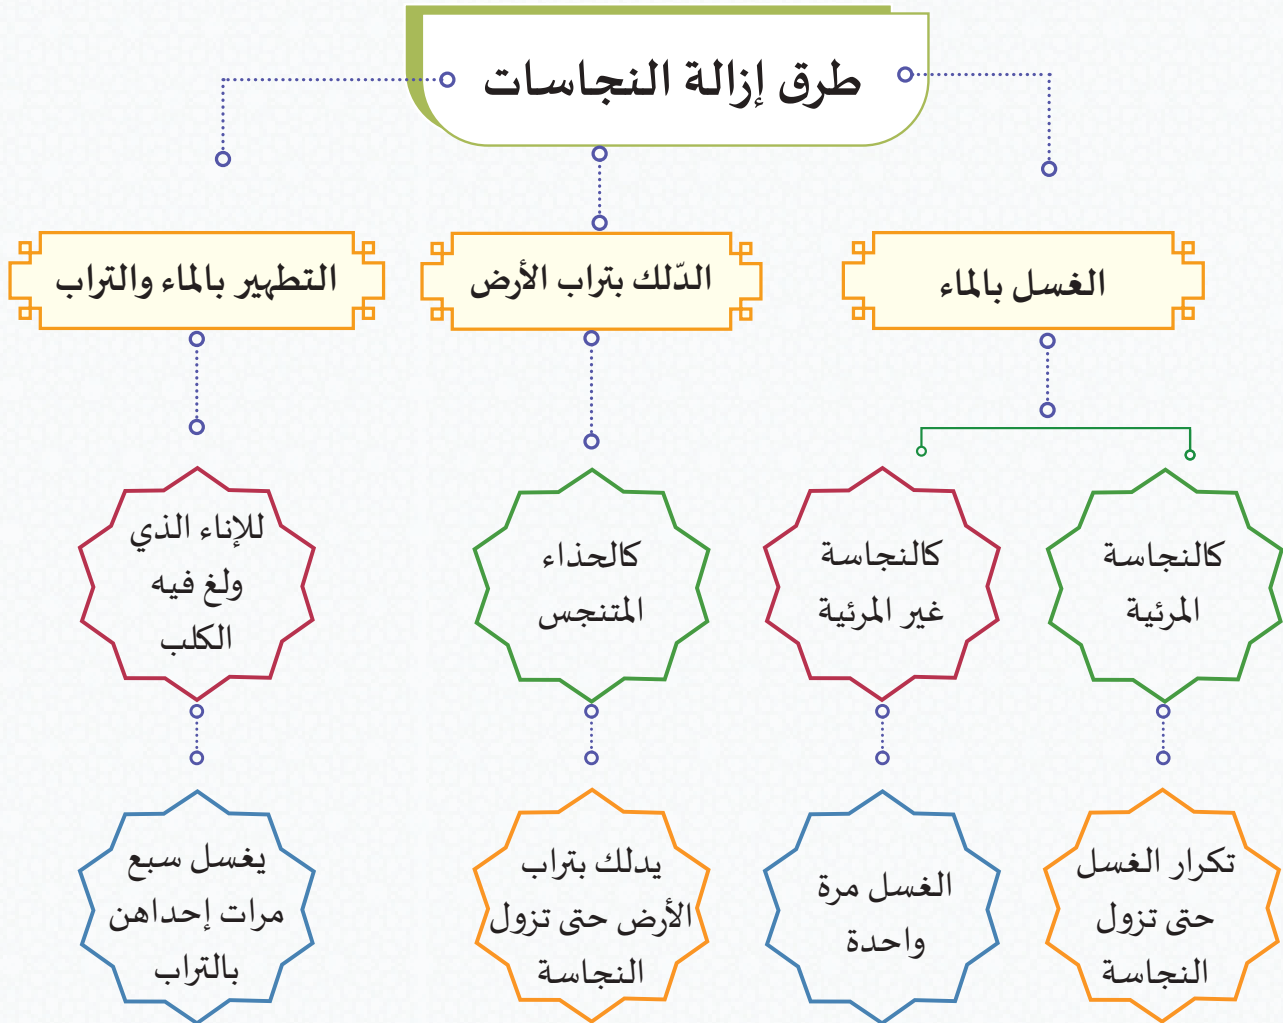 طرق إزالة النجاسات
الغسل بالماء
الدّلك بتراب الأرض
التطهير بالماء والتراب
كالنجاسة
المرئية
كالنجاسة
غير المرئية
كالحذاء
المتنجس
للإناء الذي
ولغ فيه
الكلب
تكرار الغسل
حتى تزول
النجاسة
الغسل مرة
واحدة
يدلك بتراب
الأرض حتى تزول
النجاسة
يغسل سبع
مرات إحداهن
بالتراب